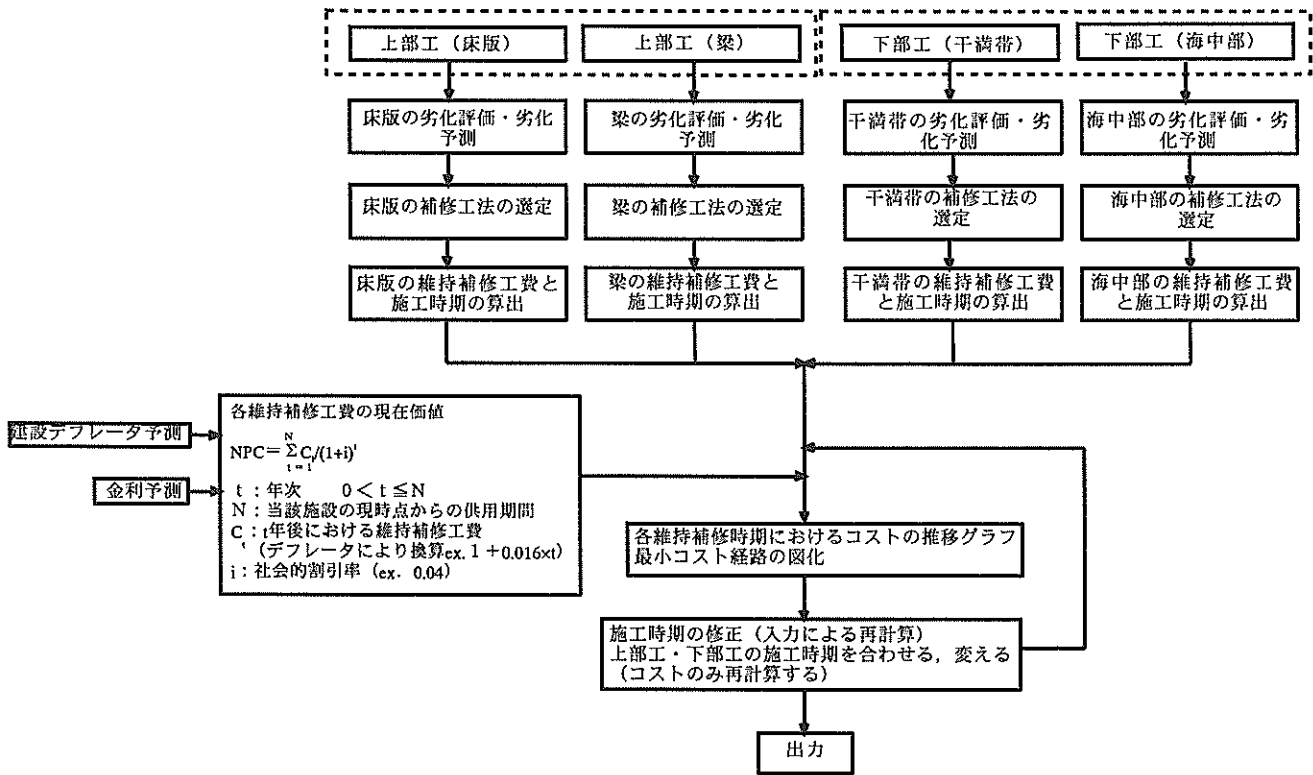 上部工（床版）
上部工（梁）
下部工（干満帯）
下部工（海中部）
床版の劣化評価・劣化
予測
梁の劣化評価・劣化
予測
干満帯の劣化評価・劣
化予測
海中部の劣化評価・劣
化予測
床版の補修工法の選定
梁の補修工法の選定
干満帯の補修工法の
選定
海中部の補修工法の
選定
床版の維持補修工費と
施工時期の算出
梁の維持補修工費と
施工時期の算出
干満帯の維持補修工費
と施工時期の算出
海中部の維持補修工費
と施工時期の算出
建設デフレータ予測
金利予測
各維持補修工費の現在価値
NPC＝Σ[t=1→N] Cₜ/(1+i)ᵗ
t：年次　0＜t≦N
N：当該施設の現時点からの供用期間
Cₜ：t年後における維持補修工費
（デフレータにより換算ex. 1＋0.016×t）
i：社会的割引率（ex. 0.04）
各維持補修時期におけるコストの推移グラフ
最小コスト経路の図化
施工時期の修正（入力による再計算）
上部工・下部工の施工時期を合わせる，変える
（コストのみ再計算する）
出力